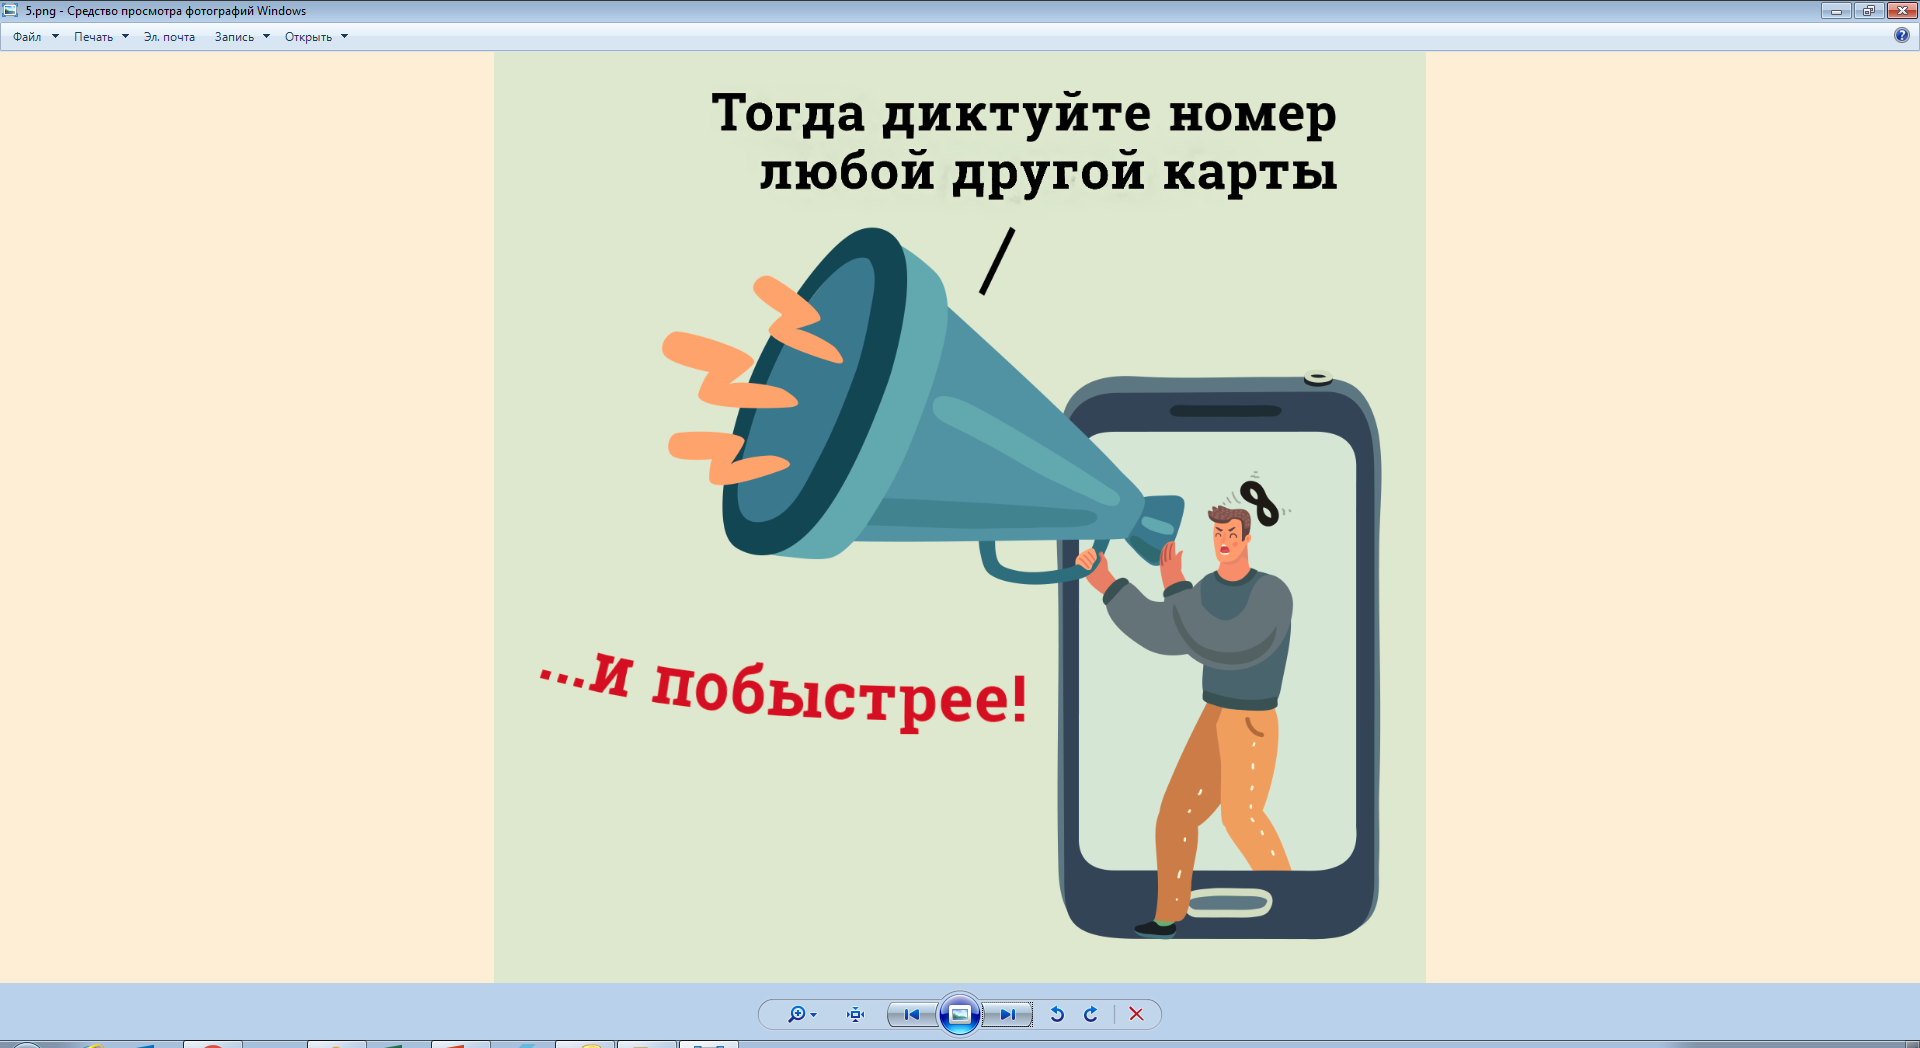 5.png - Средство просмотра фотографий Windows
Файл Печать Эл. почта Запись Открыть
Тогда диктуйте номер
любой другой карты
...и побыстрее!